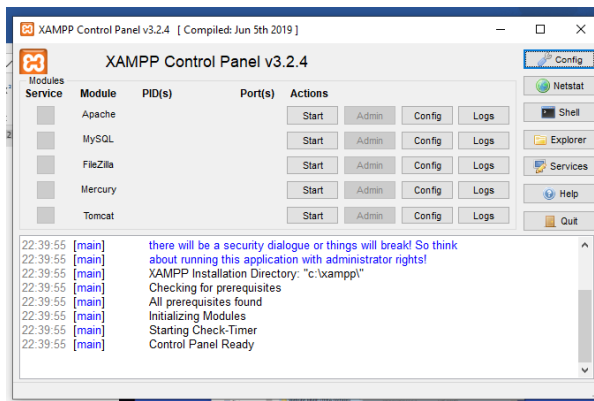 XAMPP Control Panel v3.2.4 [ Compiled: Jun 5th 2019 ]
XAMPP Control Panel v3.2.4
Config
Modules
Service Module PID(s) Port(s) Actions
Netstat
Apache Start Admin Config Logs
Shell
MySQL Start Admin Config Logs
Explorer
FileZilla Start Admin Config Logs
Services
Mercury Start Admin Config Logs
Help
Tomcat Start Admin Config Logs
Quit
22:39:55 [main] there will be a security dialogue or things will break! So think
22:39:55 [main] about running this application with administrator rights!
22:39:55 [main] XAMPP Installation Directory: "c:\xampp\"
22:39:55 [main] Checking for prerequisites
22:39:55 [main] All prerequisites found
22:39:55 [main] Initializing Modules
22:39:55 [main] Starting Check-Timer
22:39:55 [main] Control Panel Ready